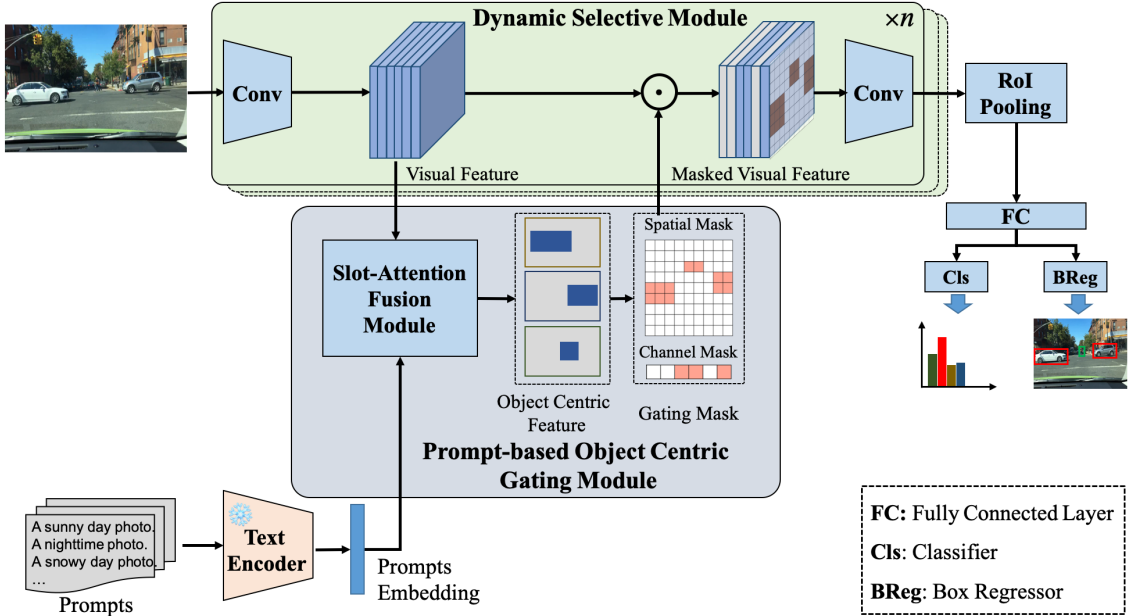 Dynamic Selective Module
×n
Conv
Conv
RoI
Pooling
Visual Feature
Masked Visual Feature
FC
Slot-Attention
Fusion
Module
Spatial Mask
Cls
BReg
Channel Mask
Object Centric
Feature
Gating Mask
Prompt-based Object Centric
Gating Module
A sunny day photo.
A nighttime photo.
A snowy day photo.
...
Prompts
Text
Encoder
Prompts
Embedding
FC: Fully Connected Layer
Cls: Classifier
BReg: Box Regressor